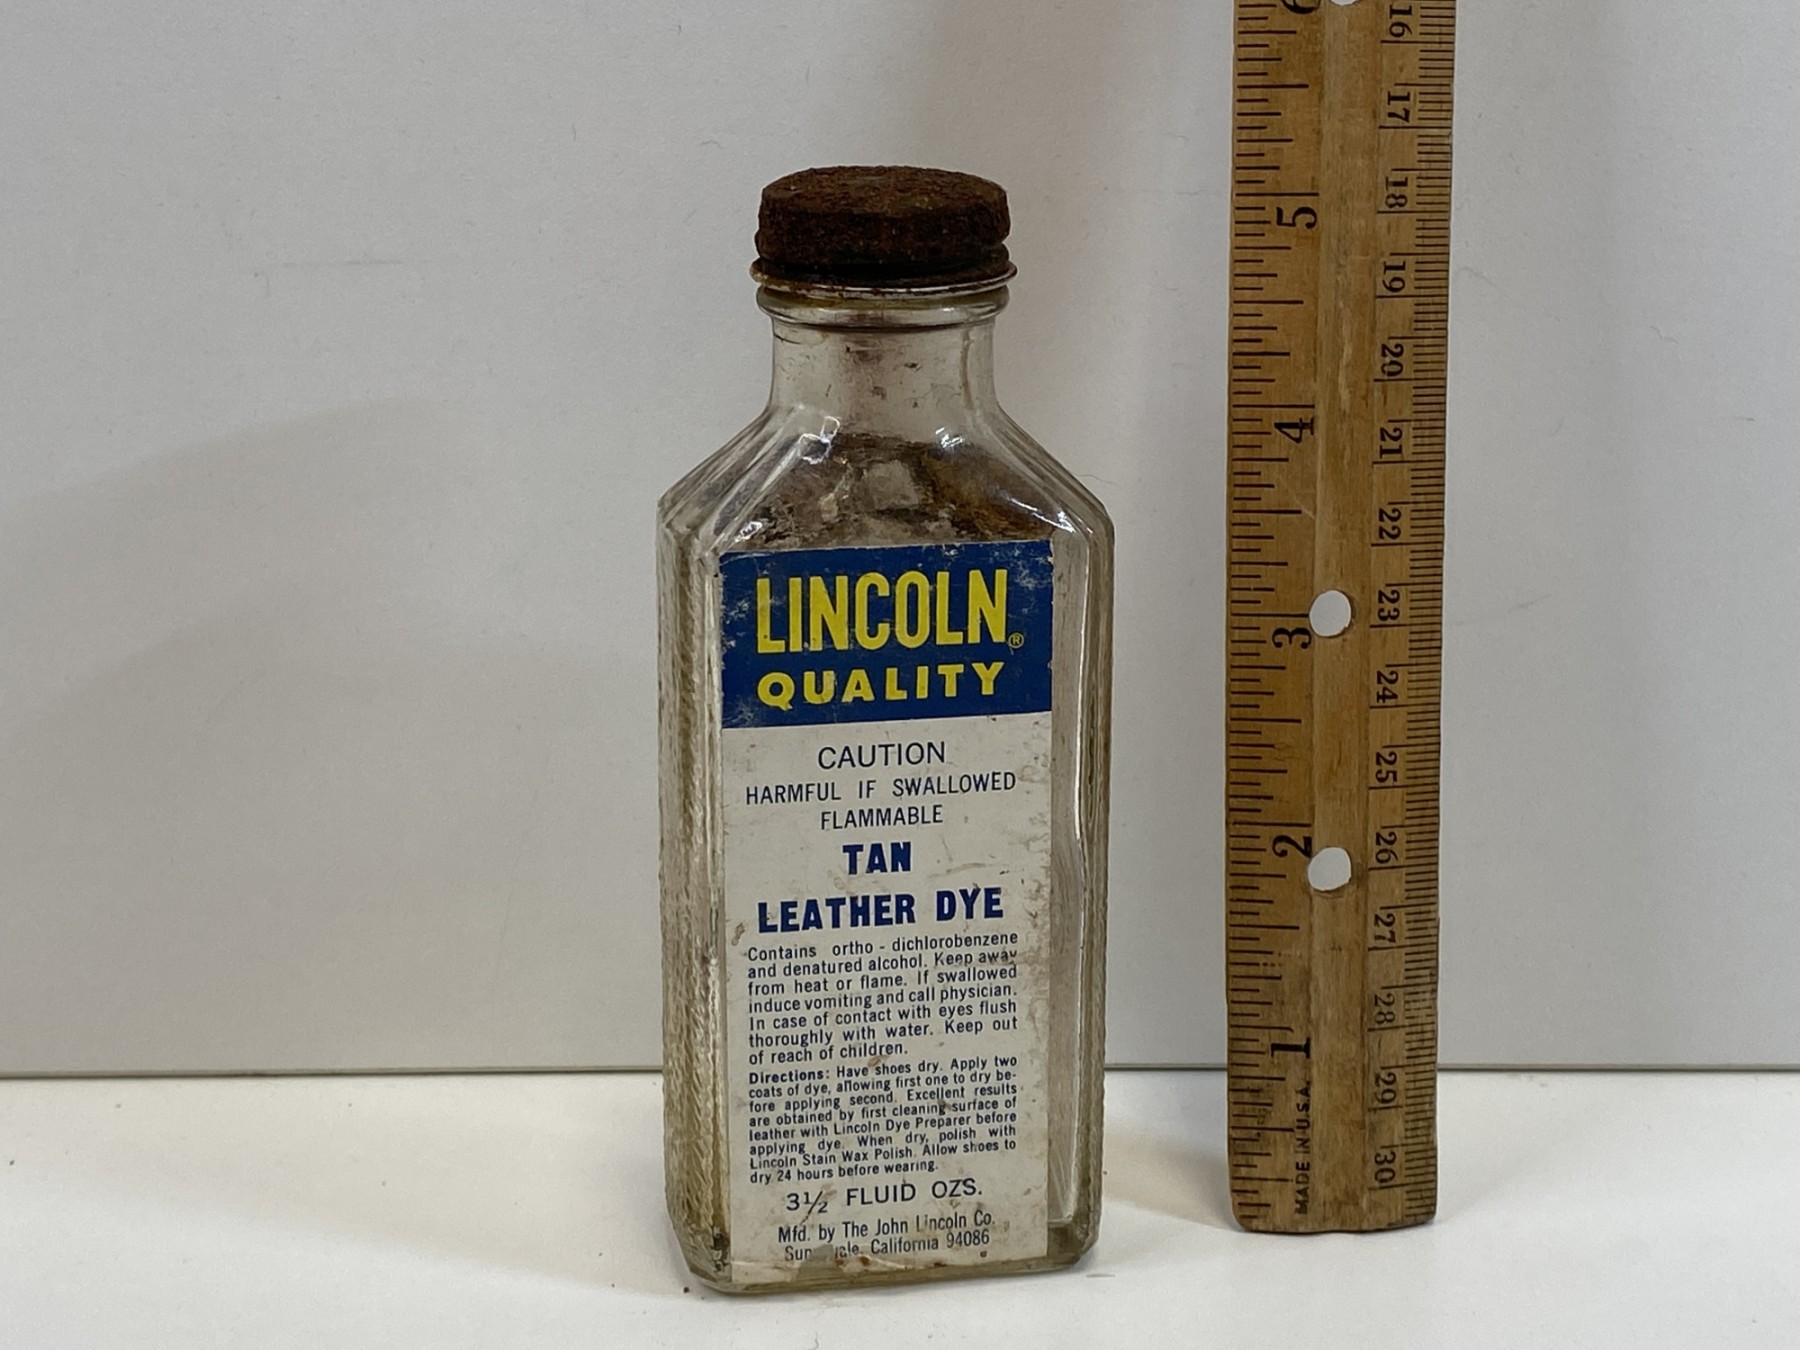 LINCOLN®
QUALITY
CAUTION
HARMFUL IF SWALLOWED
FLAMMABLE
TAN
LEATHER DYE
Contains ortho - dichlorobenzene
and denatured alcohol. Keep away
from heat or flame. If swallowed
induce vomiting and call physician.
In case of contact with eyes flush
thoroughly with water. Keep out
of reach of children.
Directions: Have shoes dry. Apply two
coats of dye, allowing first one to dry be-
fore applying second. Excellent results
are obtained by first cleaning surface of
leather with Lincoln Dye Preparer before
applying dye. When dry, polish with
Lincoln Stain Wax Polish. Allow shoes to
dry 24 hours before wearing.
3½ FLUID OZS.
Mfd. by The John Lincoln Co.
California 94086
6
5
4
3
2
1
MADE IN U.S.A.
16
17
18
19
20
21
22
23
24
25
26
27
28
29
30